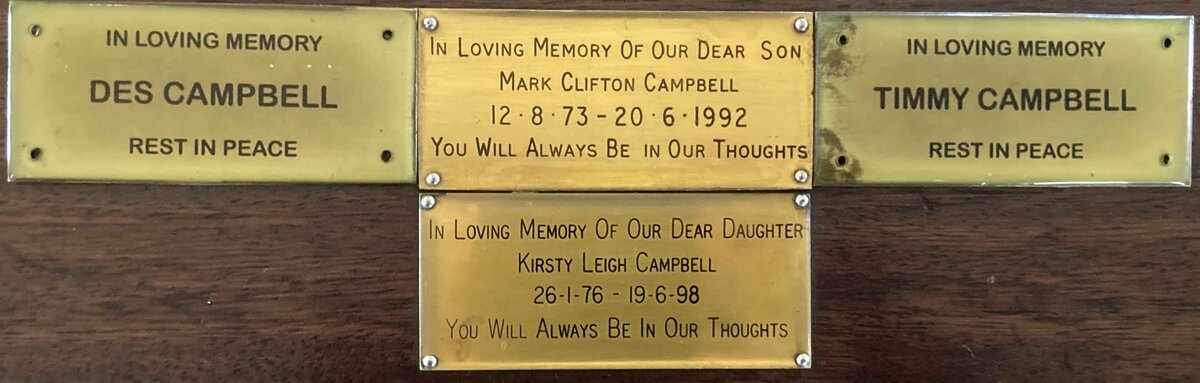 IN LOVING MEMORY
DES CAMPBELL
REST IN PEACE
IN LOVING MEMORY OF OUR DEAR SON
MARK CLIFTON CAMPBELL
12·8·73 - 20·6·1992
YOU WILL ALWAYS BE IN OUR THOUGHTS
IN LOVING MEMORY
TIMMY CAMPBELL
REST IN PEACE
IN LOVING MEMORY OF OUR DEAR DAUGHTER
KIRSTY LEIGH CAMPBELL
26-1-76 - 19-6-98
YOU WILL ALWAYS BE IN OUR THOUGHTS